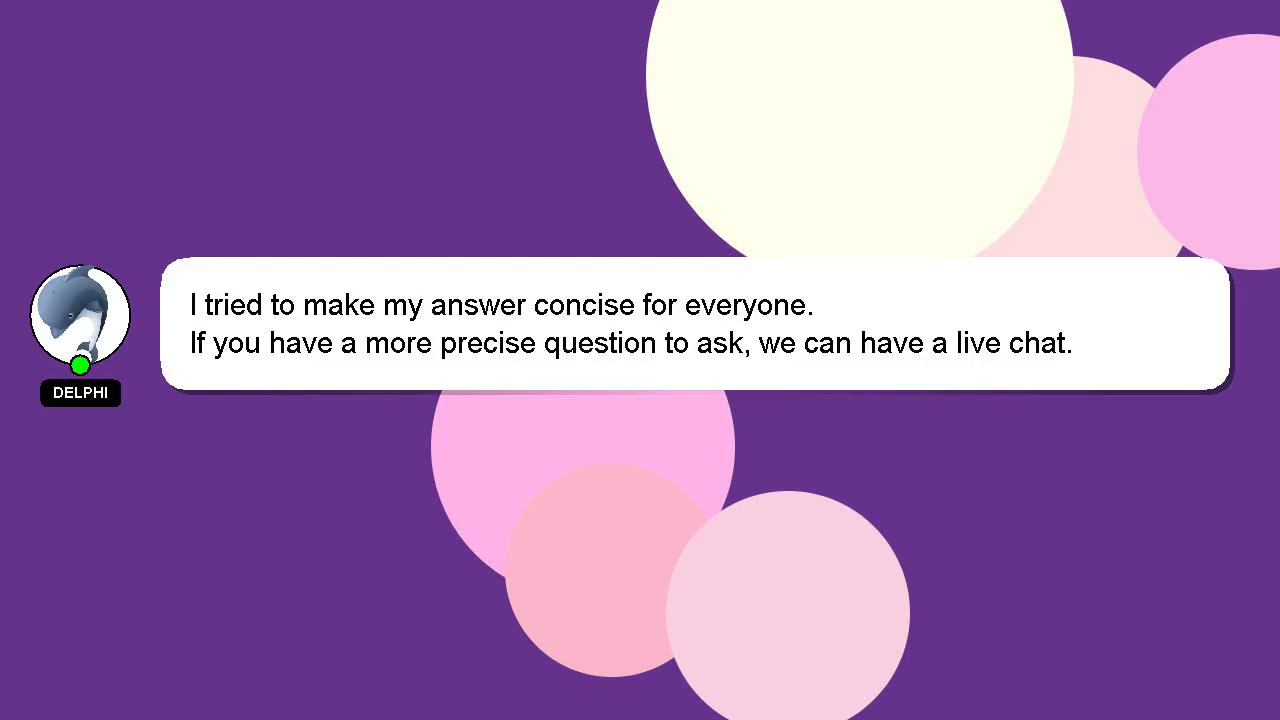 I tried to make my answer concise for everyone.
If you have a more precise question to ask, we can have a live chat.
DELPHI